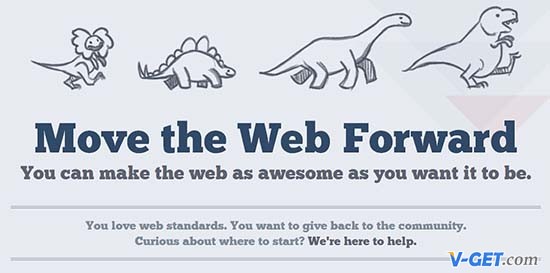 Move the Web Forward
You can make the web as awesome as you want it to be.
You love web standards. You want to give back to the community.
Curious about where to start? We're here to help.
V-GET.com